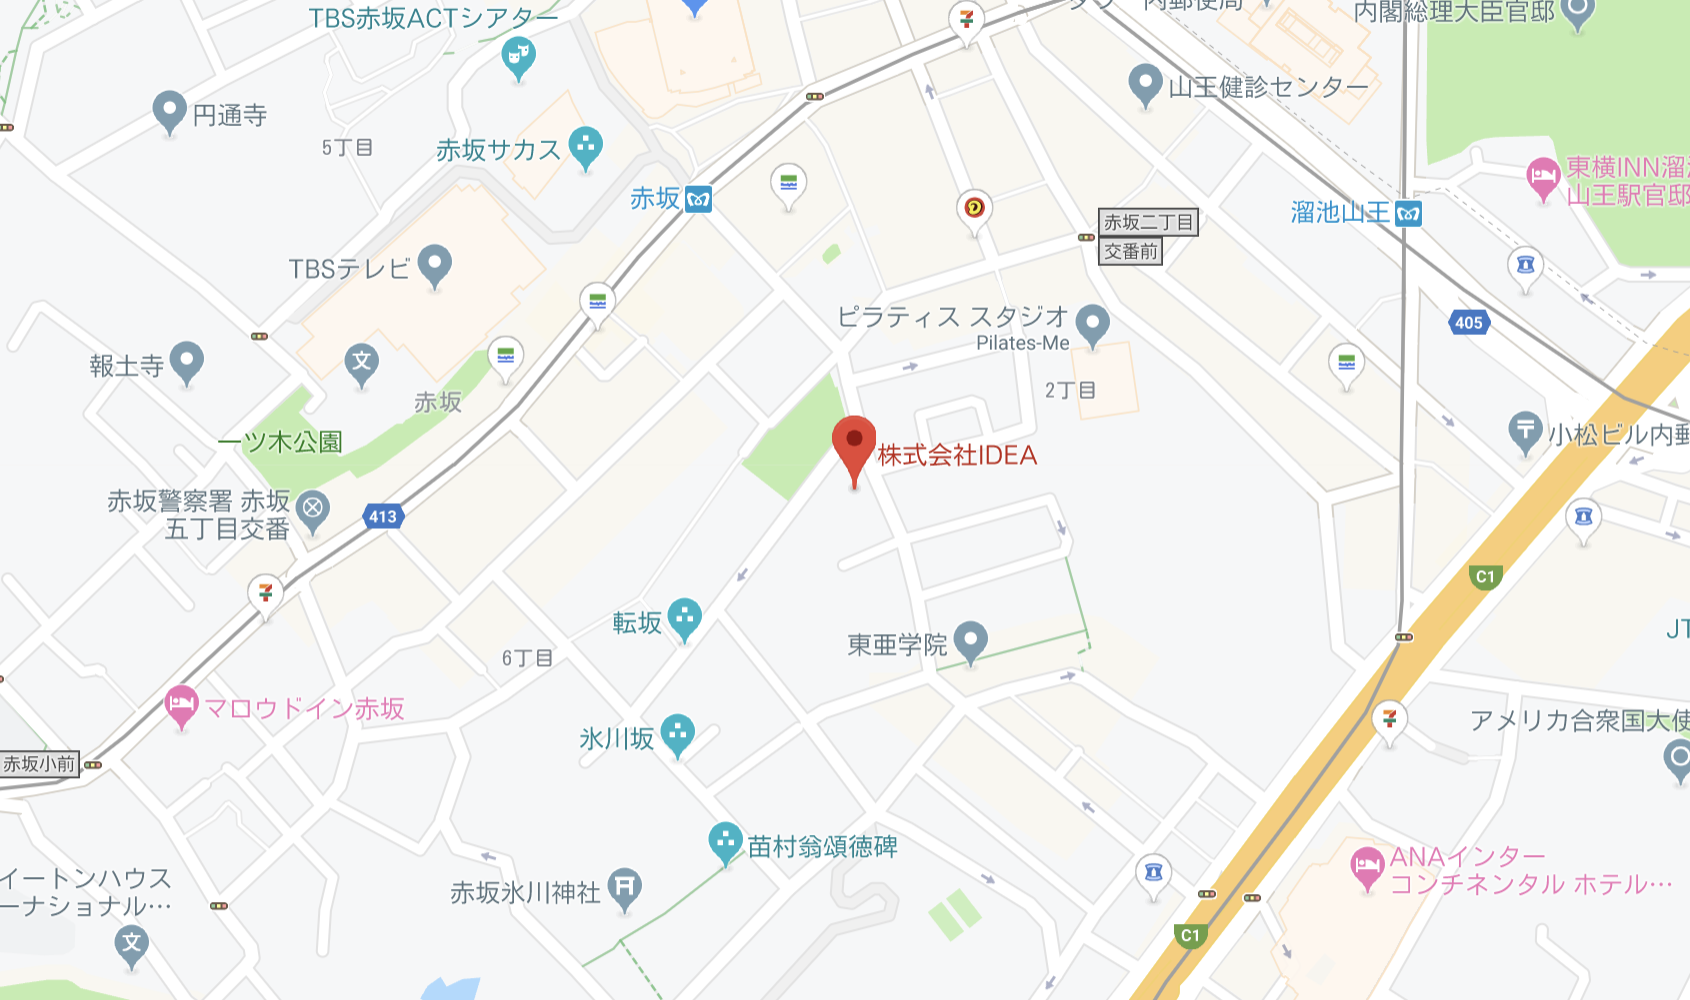 TBS赤坂ACTシアター
内郵便局
内閣総理大臣官邸
山王健診センター
円通寺
5丁目
赤坂サカス
赤坂
東横INN溜
山王駅官邸
溜池山王
赤坂二丁目
交番前
TBSテレビ
ピラティス スタジオ
Pilates-Me
405
報土寺
文
赤坂
2丁目
一ツ木公園
株式会社IDEA
小松ビル内郵
赤坂警察署 赤坂
五丁目交番
413
C1
転坂
東亜学院
JT
6丁目
マロウドイン赤坂
アメリカ合衆国大使
氷川坂
赤坂小前
苗村翁頌徳碑
ANAインター
コンチネンタル ホテル…
イートンハウス
ーナショナル…
赤坂氷川神社
文
C1